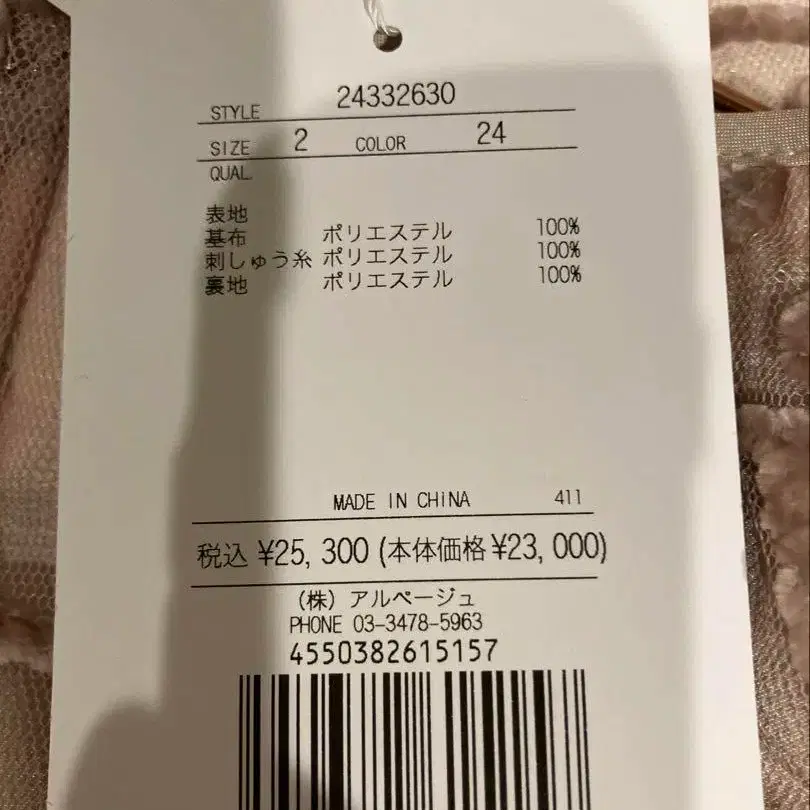 STYLE 24332630
SIZE 2 COLOR 24
QUAL
表地
基布 ポリエステル 100%
刺しゅう糸 ポリエステル 100%
裏地 ポリエステル 100%
MADE IN CHINA 411
税込 ¥25,300(本体価格¥23,000)
(株)アルページュ
PHONE 03-3478-5963
4550382615157